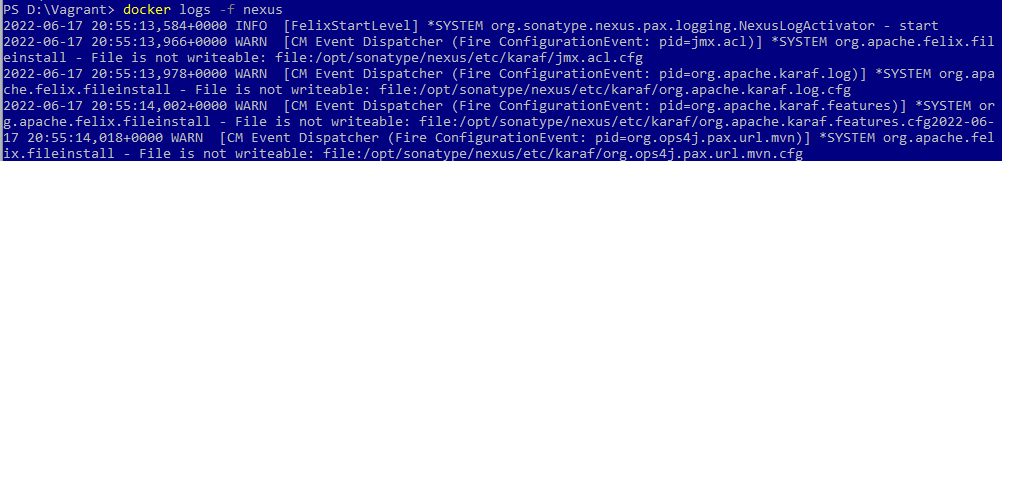 PS D:\Vagrant> docker logs -f nexus
2022-06-17 20:55:13,584+0000 INFO  [FelixStartLevel] *SYSTEM org.sonatype.nexus.pax.logging.NexusLogActivator - start
2022-06-17 20:55:13,966+0000 WARN  [CM Event Dispatcher (Fire ConfigurationEvent: pid=jmx.acl)] *SYSTEM org.apache.felix.fil
einstall - File is not writeable: file:/opt/sonatype/nexus/etc/karaf/jmx.acl.cfg
2022-06-17 20:55:13,978+0000 WARN  [CM Event Dispatcher (Fire ConfigurationEvent: pid=org.apache.karaf.log)] *SYSTEM org.apa
che.felix.fileinstall - File is not writeable: file:/opt/sonatype/nexus/etc/karaf/org.apache.karaf.log.cfg
2022-06-17 20:55:14,002+0000 WARN  [CM Event Dispatcher (Fire ConfigurationEvent: pid=org.apache.karaf.features)] *SYSTEM or
g.apache.felix.fileinstall - File is not writeable: file:/opt/sonatype/nexus/etc/karaf/org.apache.karaf.features.cfg2022-06-
17 20:55:14,018+0000 WARN  [CM Event Dispatcher (Fire ConfigurationEvent: pid=org.ops4j.pax.url.mvn)] *SYSTEM org.apache.fel
ix.fileinstall - File is not writeable: file:/opt/sonatype/nexus/etc/karaf/org.ops4j.pax.url.mvn.cfg